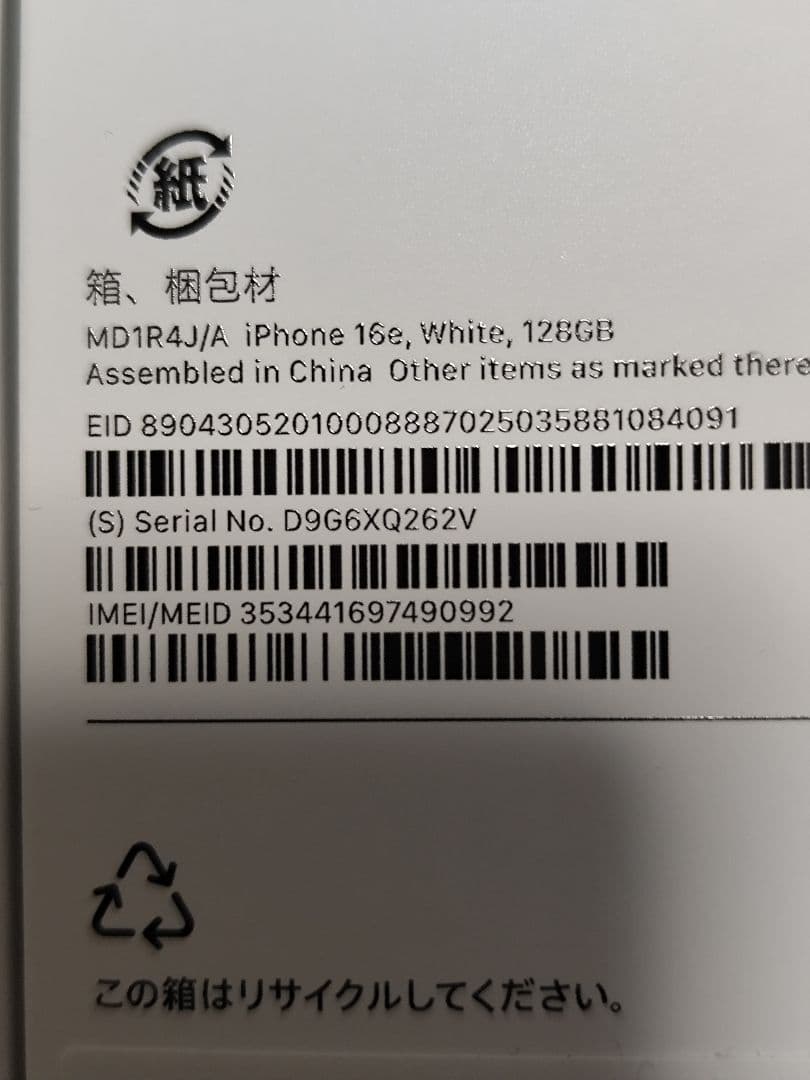 紙
箱、梱包材
MD1R4J/A iPhone 16e, White, 128GB
Assembled in China Other items as marked there
EID 89043052010008887025035881084091
(S) Serial No. D9G6XQ262V
IMEI/MEID 353441697490992
この箱はリサイクルしてください。